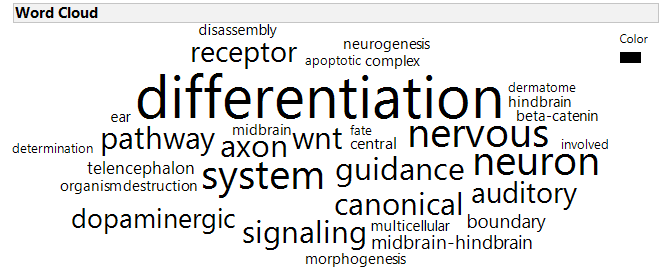 Word Cloud
Color
disassembly
neurogenesis
receptor
apoptotic
complex
differentiation
dermatome
hindbrain
beta-catenin
ear
midbrain
fate
pathway
axon
wnt
central
nervous
involved
determination
telencephalon
system
guidance
neuron
organism
destruction
canonical
auditory
dopaminergic
signaling
multicellular
boundary
midbrain-hindbrain
morphogenesis